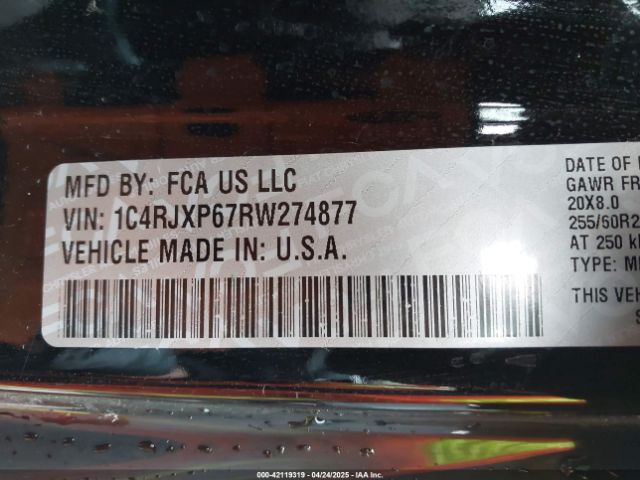 MFD BY: FCA US LLC
VIN: 1C4RJXP67RW274877
VEHICLE MADE IN: U.S.A.
DATE OF
GAWR FR
20X8.0
255/60R2
AT 250
TYPE:
THIS VEH
000-42119319 - 04/24/2025 - IAA Inc.